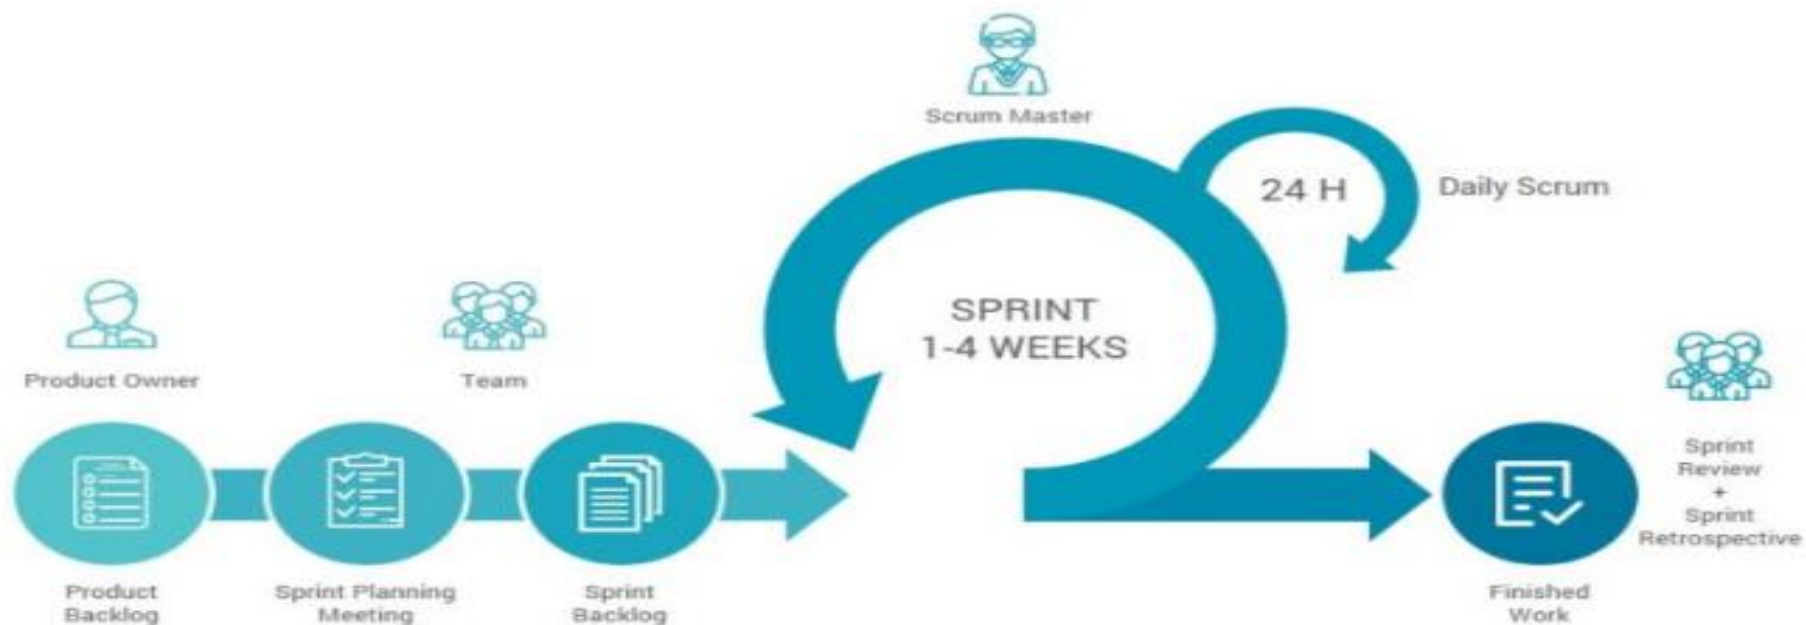 Scrum Master
24 H
Daily Scrum
SPRINT
1-4 WEEKS
Product Owner
Team
Product
Backlog
Sprint Planning
Meeting
Sprint
Backlog
Finished
Work
Sprint
Review
+
Sprint
Retrospective